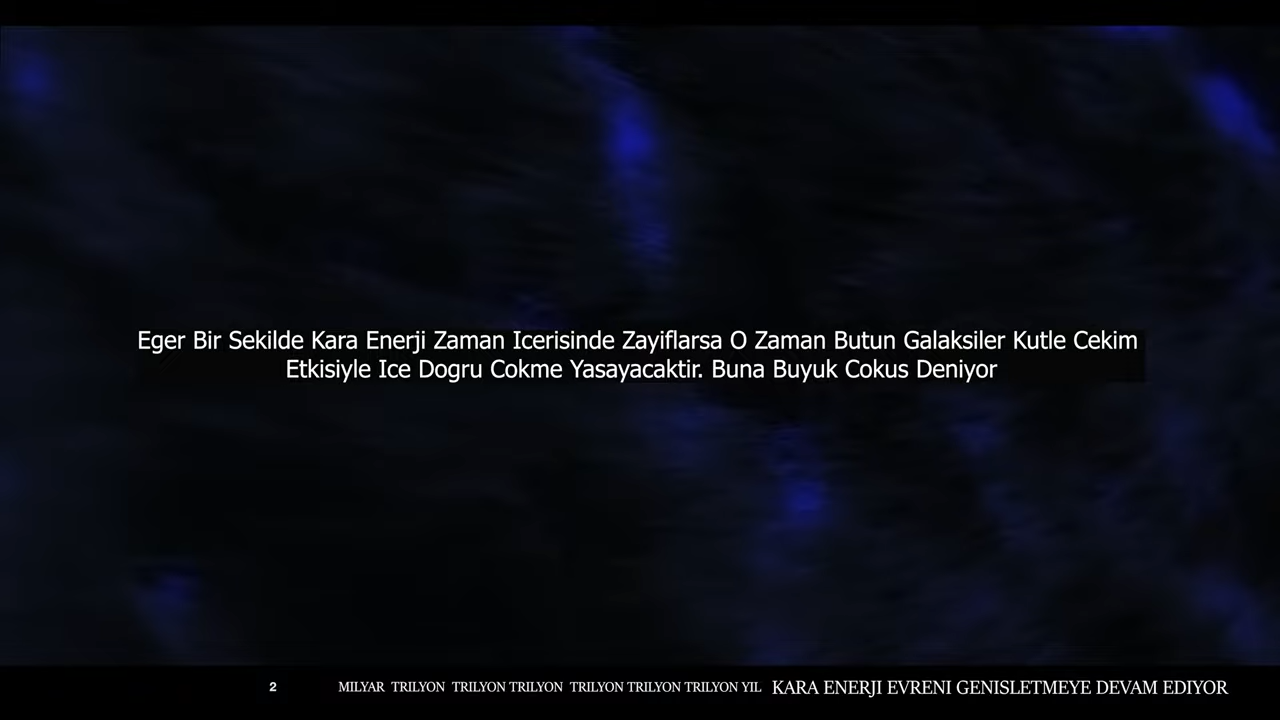 Eger Bir Sekilde Kara Enerji Zaman Icerisinde Zayiflarsa O Zaman Butun Galaksiler Kutle Cekim
Etkisiyle Ice Dogru Cokme Yasayacaktir. Buna Buyuk Cokus Deniyor
2 MILYAR TRILYON TRILYON TRILYON TRILYON TRILYON TRILYON YIL KARA ENERJI EVRENI GENISLETMEYE DEVAM EDIYOR